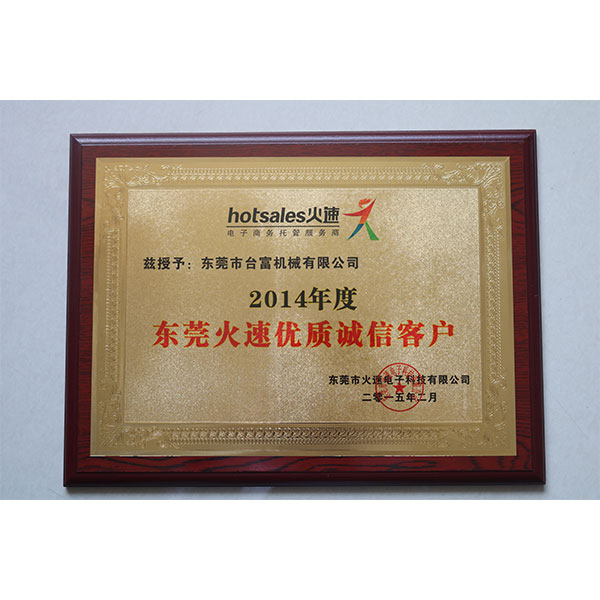 hotsales火速
电子商务托管服务商
兹授予：东莞市台富机械有限公司
2014年度
东莞火速优质诚信客户
东莞市火速电子科技有限公司
二零一五年二月